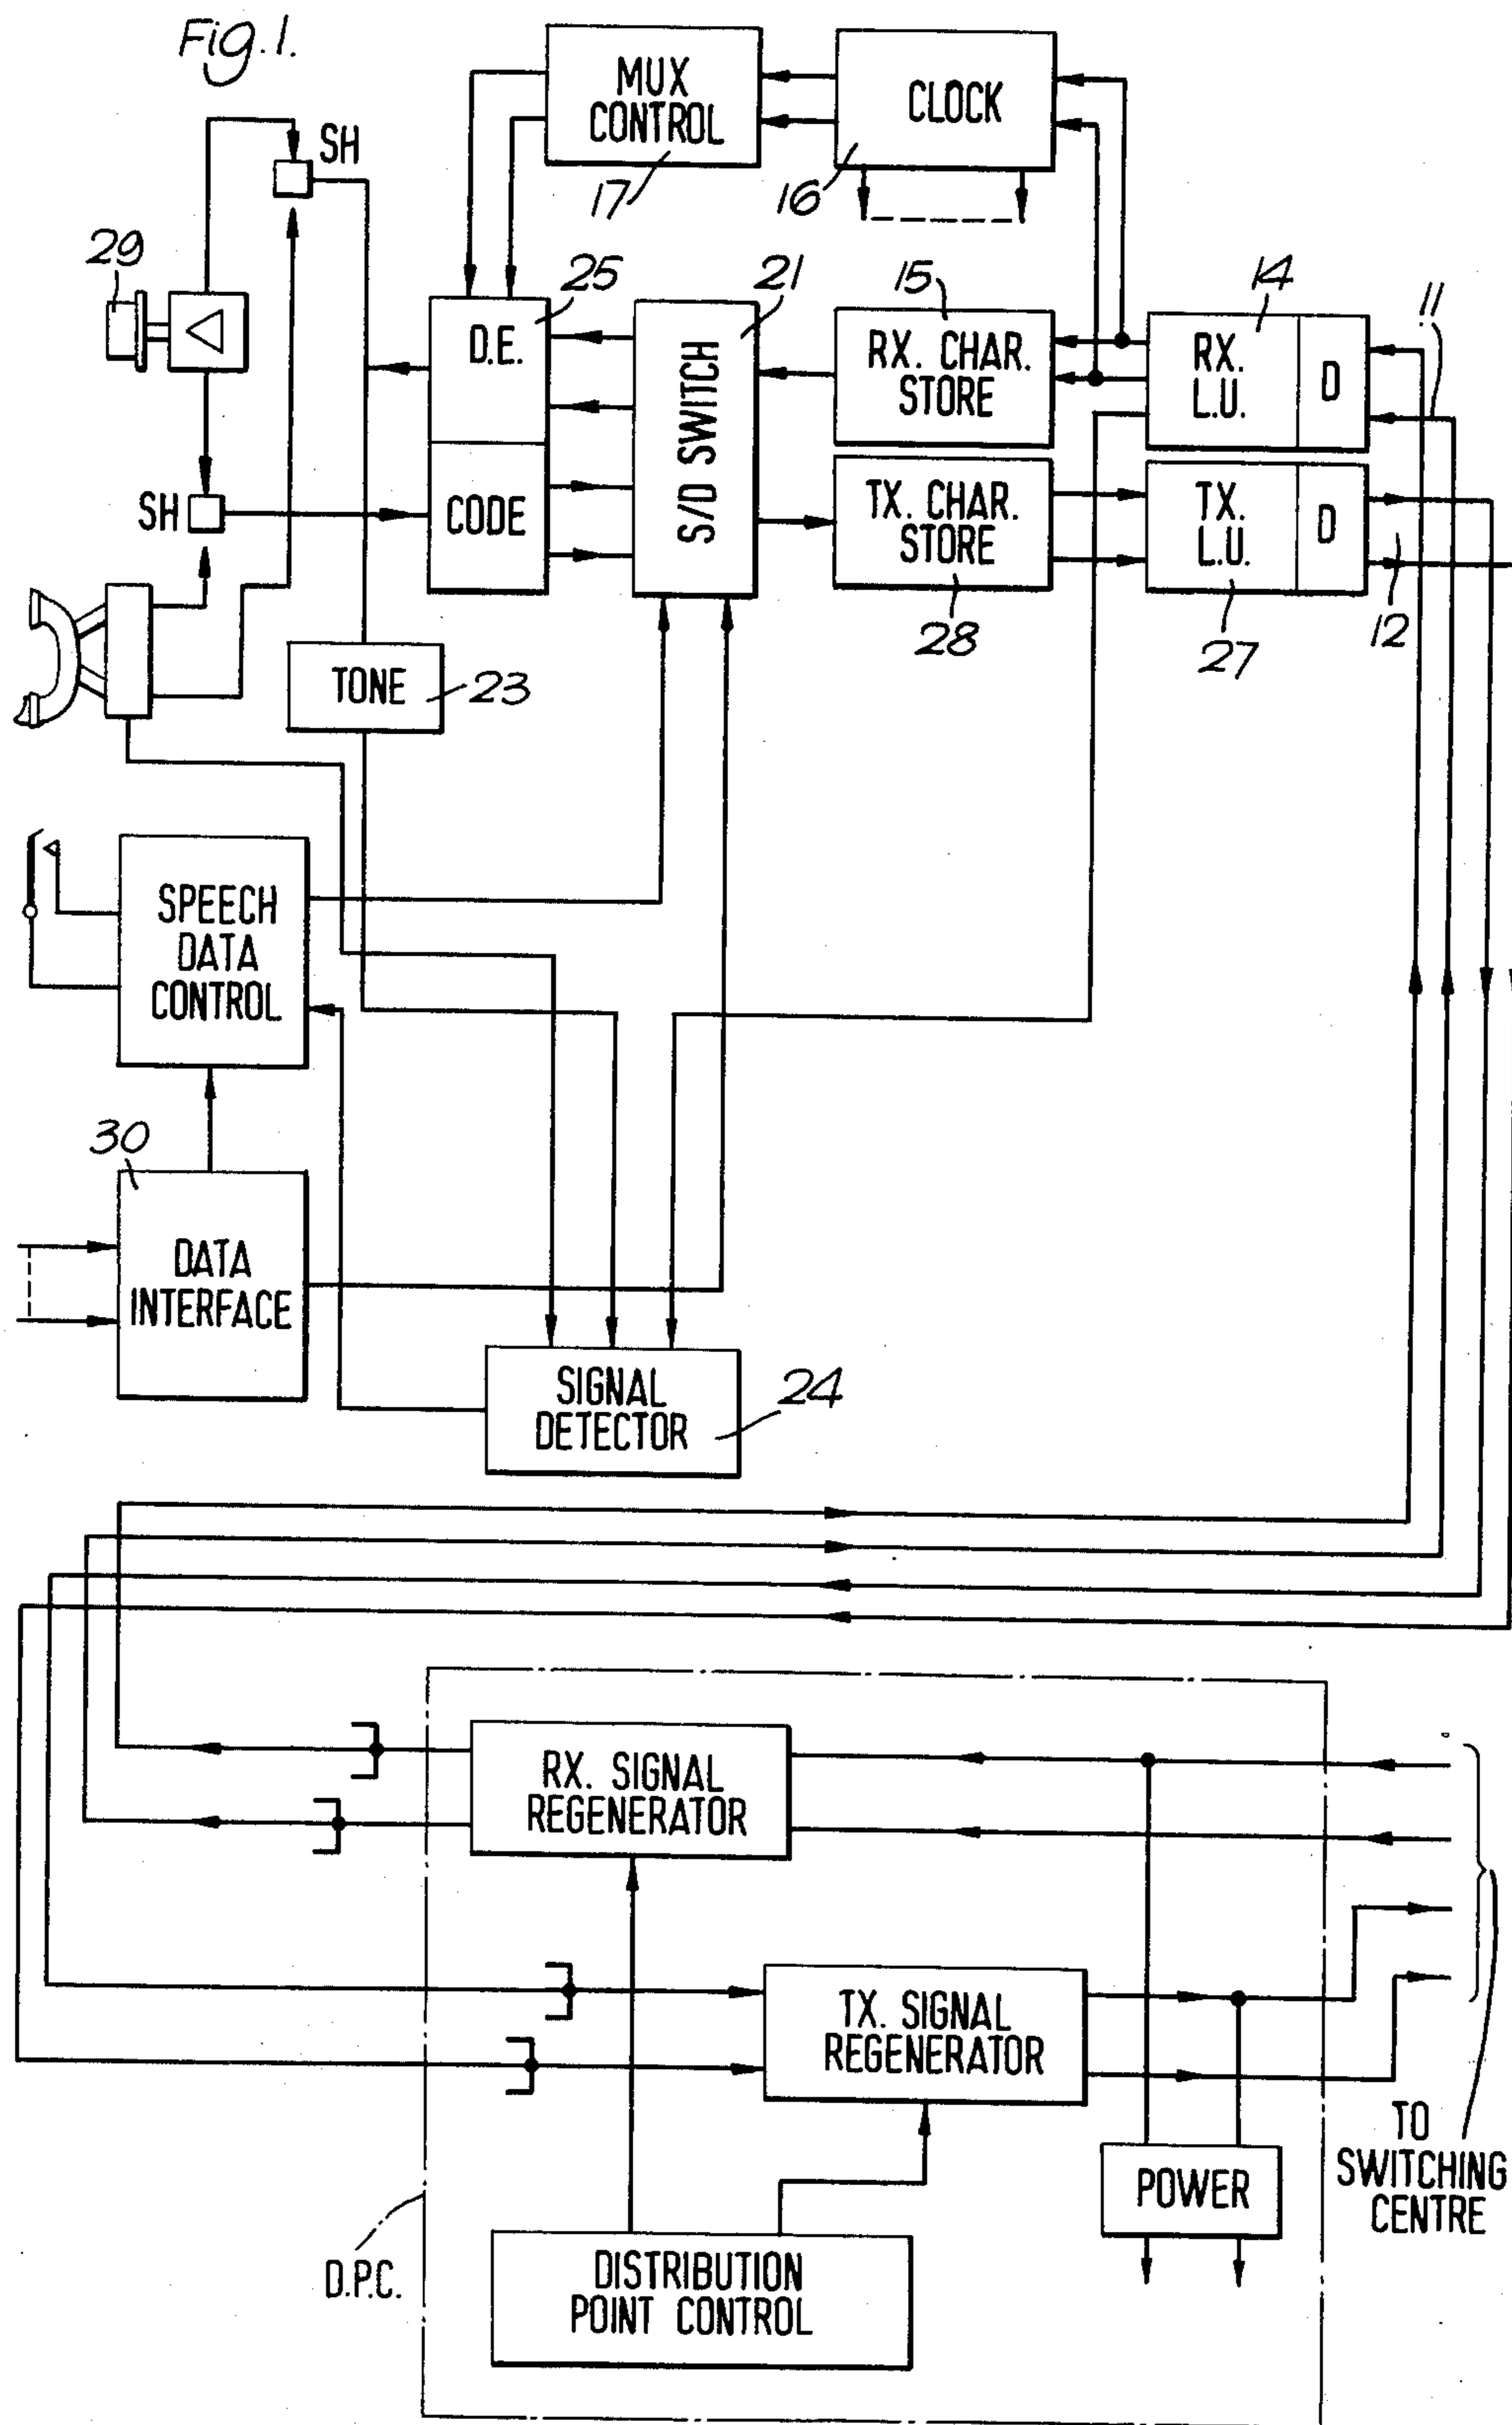 Fig.1.
MUX
CONTROL
17
CLOCK
16
SH
29
D.E.
25
CODE
S/D SWITCH
21
15
RX. CHAR.
STORE
14
RX.
L.U.
D
11
SH
TX. CHAR.
STORE
28
TX.
L.U.
D
27
12
TONE
23
SPEECH
DATA
CONTROL
30
DATA
INTERFACE
SIGNAL
DETECTOR
24
RX. SIGNAL
REGENERATOR
TX. SIGNAL
REGENERATOR
POWER
TO
SWITCHING
CENTRE
D.P.C.
DISTRIBUTION
POINT CONTROL